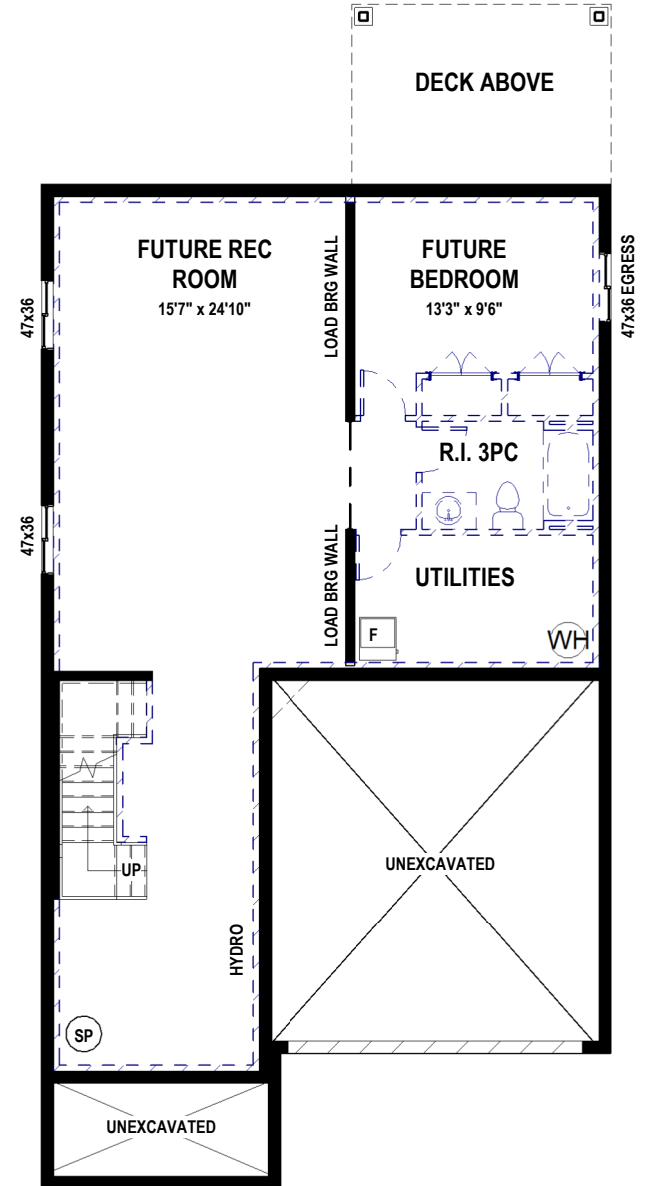 DECK ABOVE
FUTURE REC
ROOM
15'7" x 24'10"
LOAD BRG WALL
FUTURE
BEDROOM
13'3" x 9'6"
47x36 EGRESS
47x36
R.I. 3PC
47x36
LOAD BRG WALL
UTILITIES
F
WH
UP
UNEXCAVATED
HYDRO
SP
UNEXCAVATED